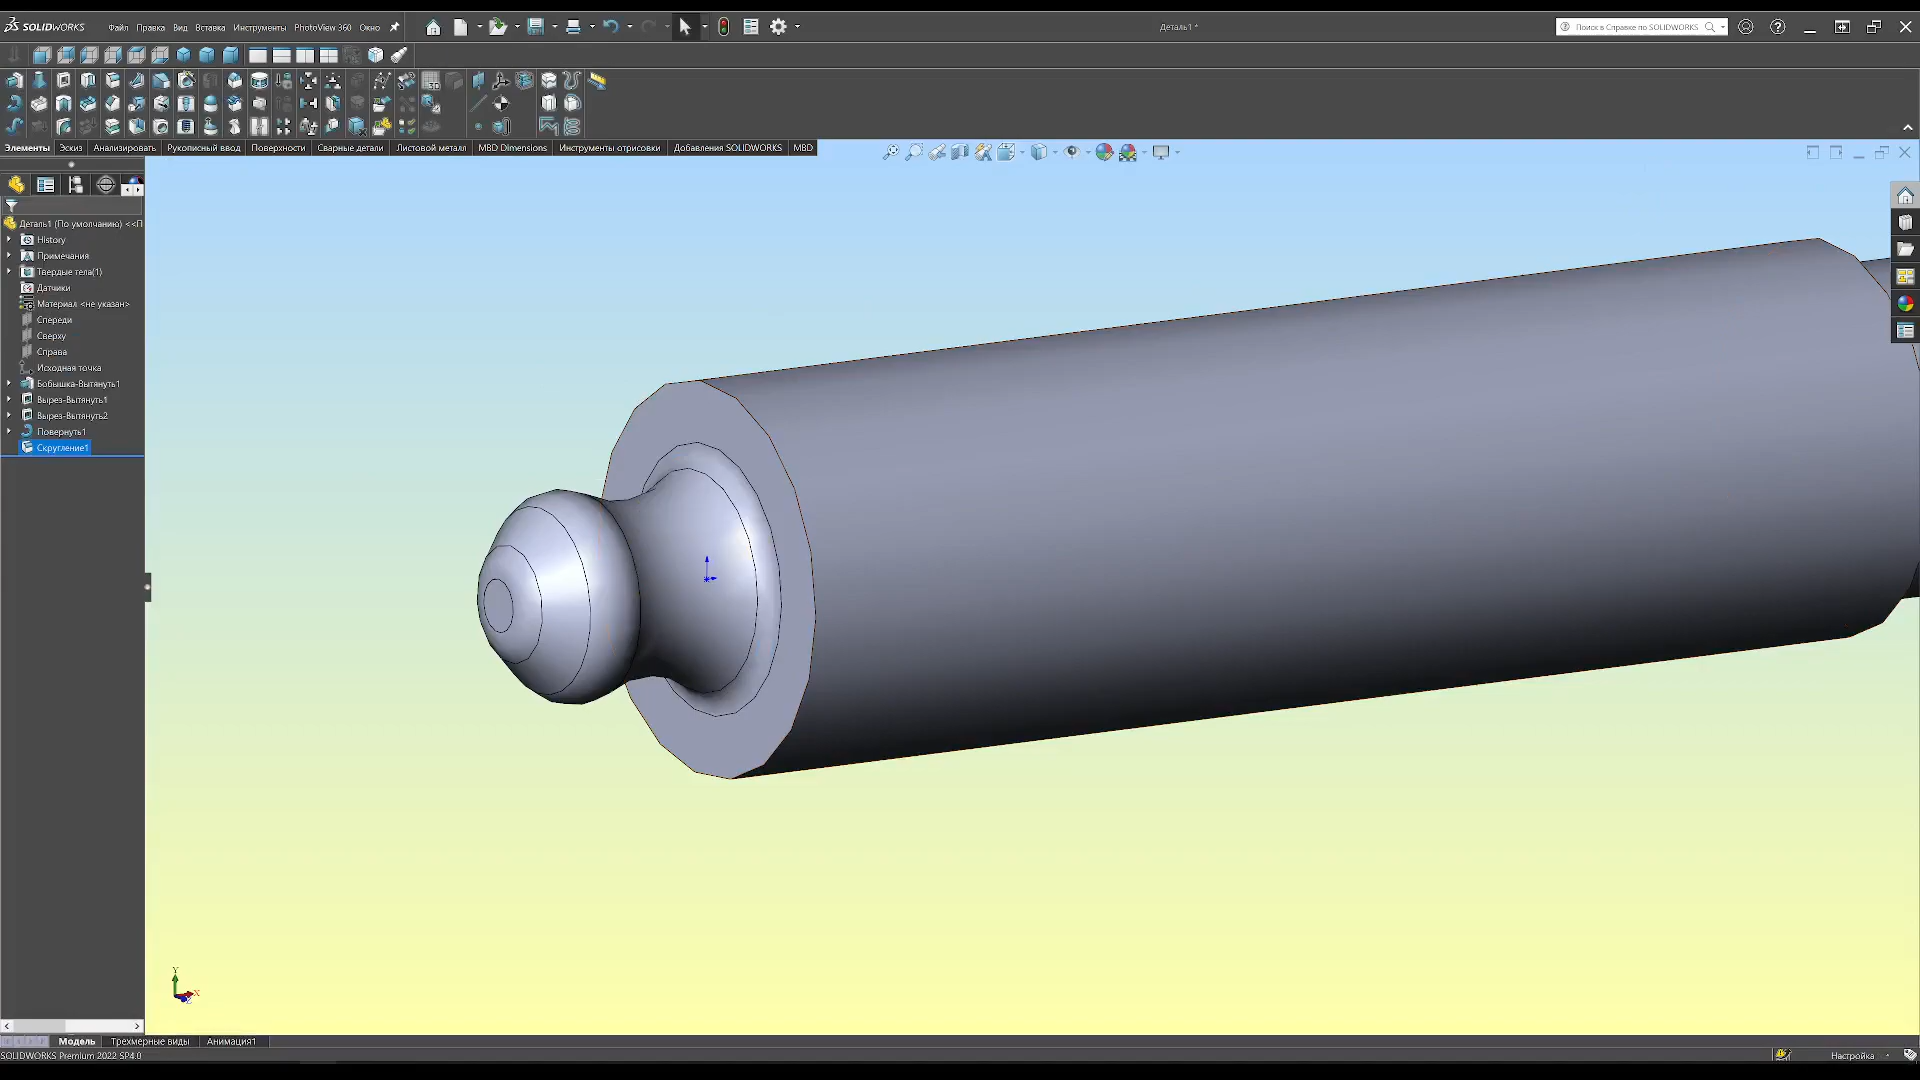 SOLIDWORKS Файл Правка Вид Вставка Инструменты PhotoView 360 Окно Деталь1 * Поиск в Справке по SOLIDWORKS
3D
Элементы Эскиз Анализировать Рукописный ввод Поверхности Сварные детали Листовой металл MBD Dimensions Инструменты отрисовки Добавления SOLIDWORKS MBD
Деталь1 (По умолчанию) <<П
History
Примечания
Твердые тела(1)
Датчики
Материал <не указан>
Спереди
Сверху
Справа
Исходная точка
Бобышка-Вытянуть1
Вырез-Вытянуть1
Вырез-Вытянуть2
Повернуть1
Скругление1
Y
X
Z
Модель Трехмерные виды Анимация1
SOLIDWORKS Premium 2022 SP4.0 Настройка